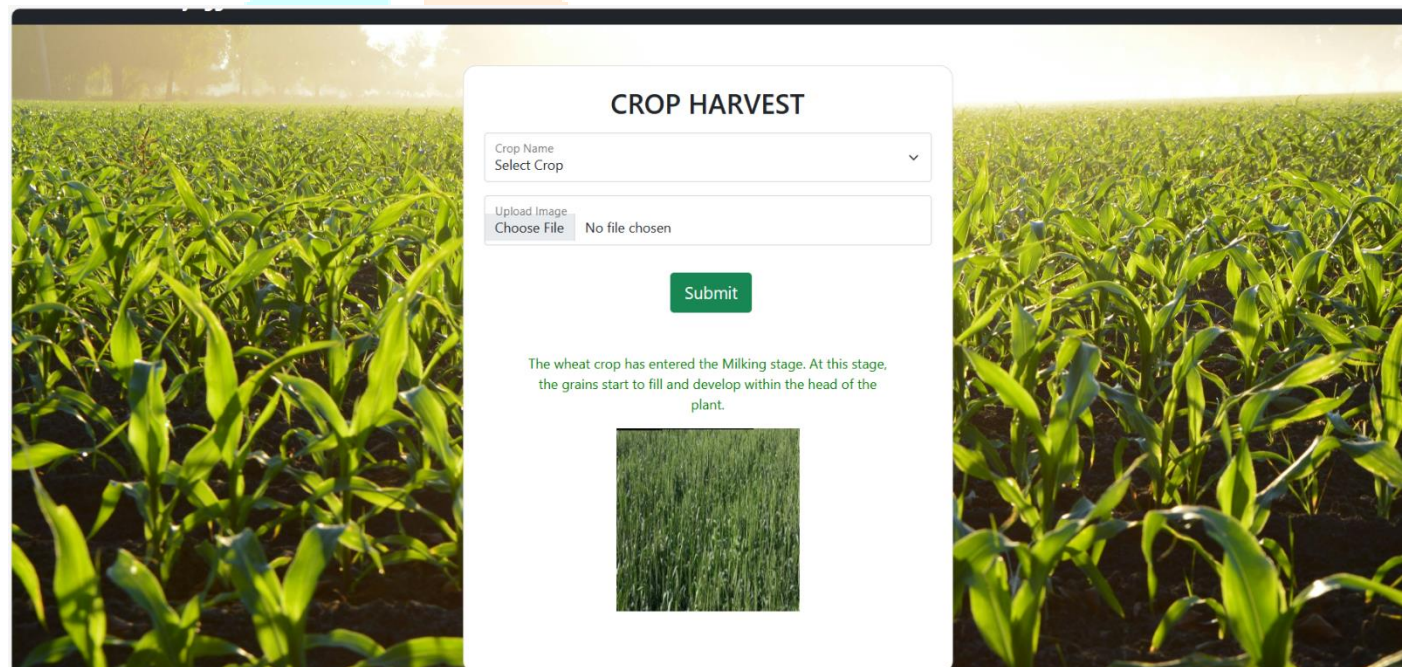 CROP HARVEST
Crop Name
Select Crop
Upload Image
Choose File No file chosen
Submit
The wheat crop has entered the Milking stage. At this stage,
the grains start to fill and develop within the head of the
plant.